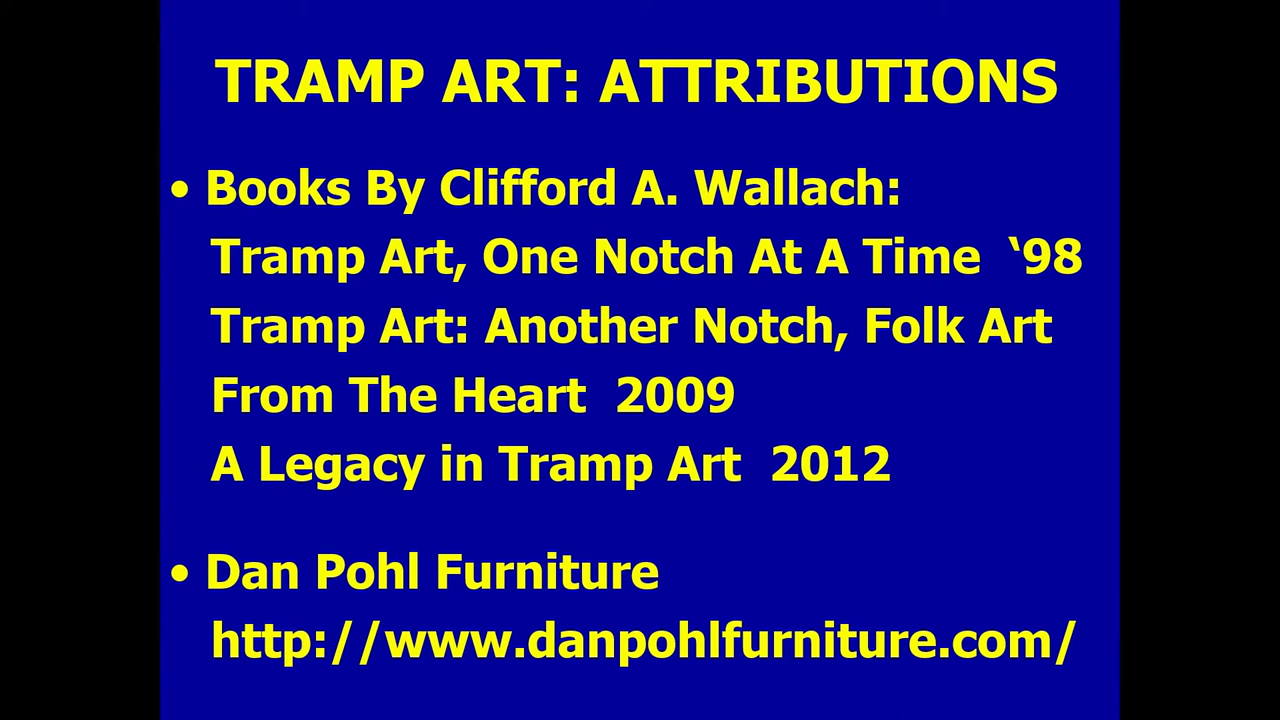 TRAMP ART: ATTRIBUTIONS
• Books By Clifford A. Wallach:
Tramp Art, One Notch At A Time ‘98
Tramp Art: Another Notch, Folk Art
From The Heart 2009
A Legacy in Tramp Art 2012
• Dan Pohl Furniture
http://www.danpohlfurniture.com/